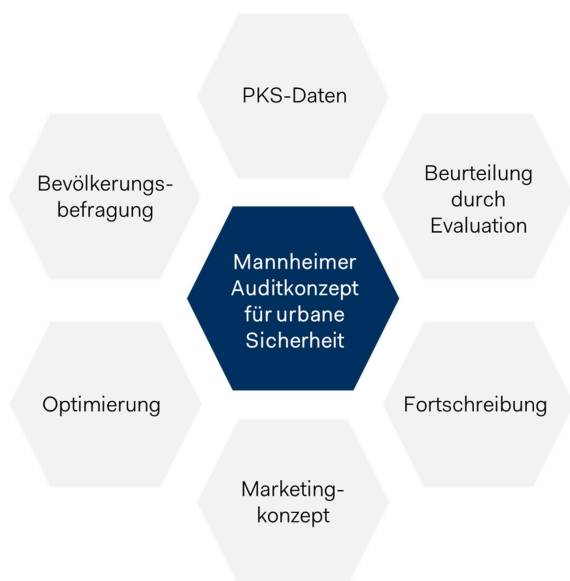 PKS-Daten
Bevölkerungs-
befragung
Beurteilung
durch
Evaluation
Mannheimer
Auditkonzept
für urbane
Sicherheit
Optimierung
Fortschreibung
Marketing-
konzept